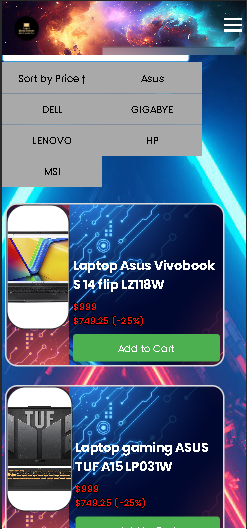 Sort by Price †
Asus
DELL
GIGABYE
LENOVO
HP
MSI
Laptop Asus Vivobook
S 14 flip LZ118W
$999
$749.25 (-25%)
Add to Cart
TUF
Laptop gaming ASUS
TUF A15 LP031W
$999
$749.25 (-25%)